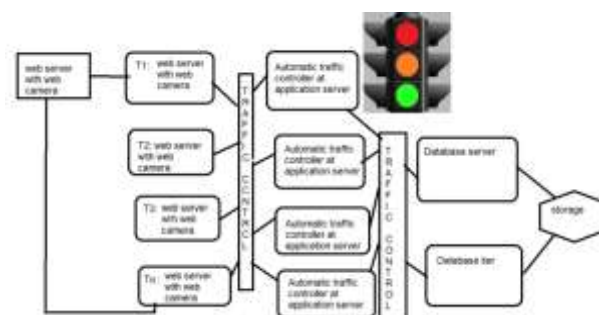 web server
with web
camera
T1: web server
with web
camera
T2: web server
with web
camera
T3: web server
with web
camera
Tn: web server
with web
camera
TRAFFIC CONTROL
Automatic traffic
controller at
application server
Automatic traffic
controller at
application server
Automatic traffic
controller at
application server
Automatic traffic
controller at
application server
TRAFFIC CONTROL
Database server
Database tier
storage